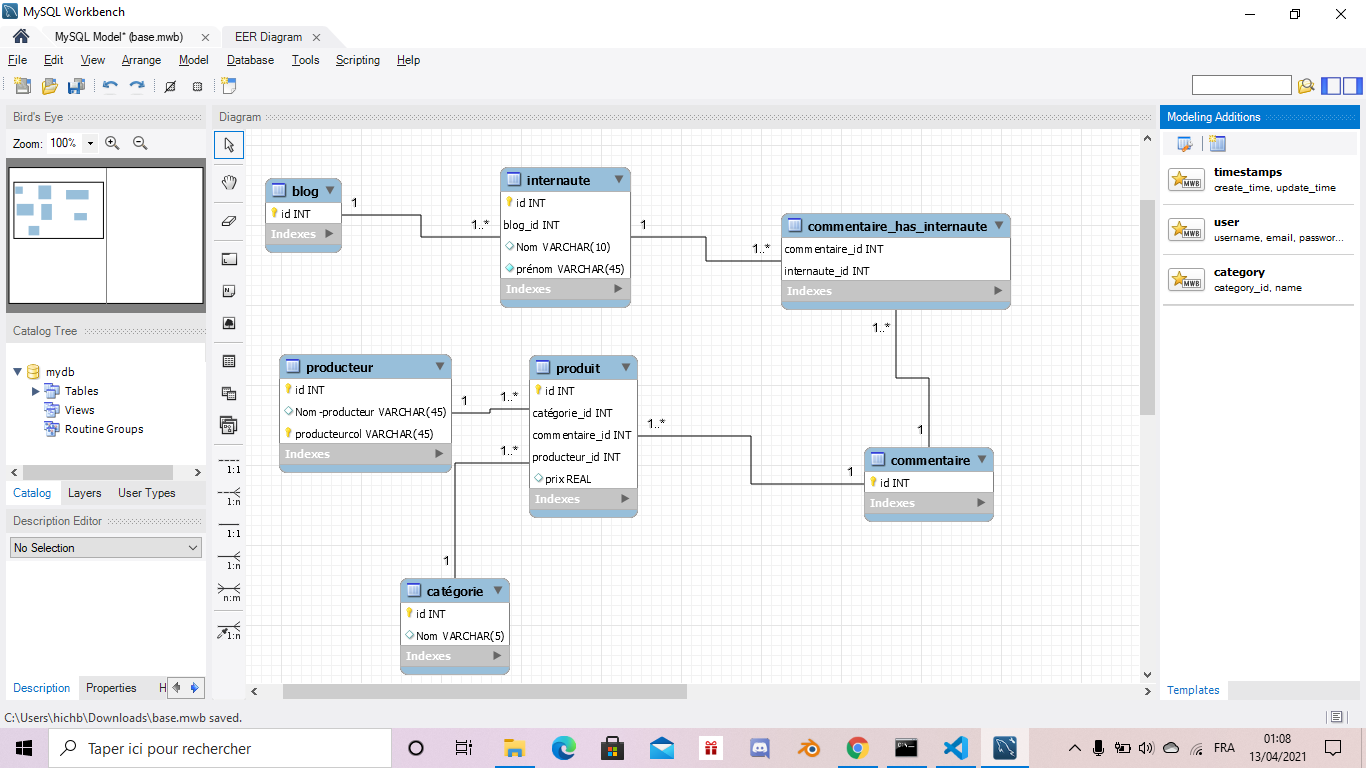 MySQL Workbench
MySQL Model* (base.mwb)
EER Diagram
File Edit View Arrange Model Database Tools Scripting Help
Bird's Eye
Zoom: 100%
Catalog Tree
mydb
Tables
Views
Routine Groups
Catalog Layers User Types
Description Editor
No Selection
Description Properties H
Diagram
1:1
1:n
1:1
1:n
n:m
1:n
blog
id INT
Indexes
1
1..*
internaute
id INT
blog_id INT
Nom VARCHAR(10)
prénom VARCHAR(45)
Indexes
1
1..*
commentaire_has_internaute
commentaire_id INT
internaute_id INT
Indexes
1..*
1
producteur
id INT
Nom-producteur VARCHAR(45)
producteurcol VARCHAR(45)
Indexes
1
1..*
1..*
produit
id INT
catégorie_id INT
commentaire_id INT
producteur_id INT
prix REAL
Indexes
1..*
1
commentaire
id INT
Indexes
1
catégorie
id INT
Nom VARCHAR(5)
Indexes
Modeling Additions
MWB
timestamps
create_time, update_time
MWB
user
username, email, passwor...
MWB
category
category_id, name
Templates
C:\Users\hichb\Downloads\base.mwb saved.
Taper ici pour rechercher
FRA
01:08
13/04/2021